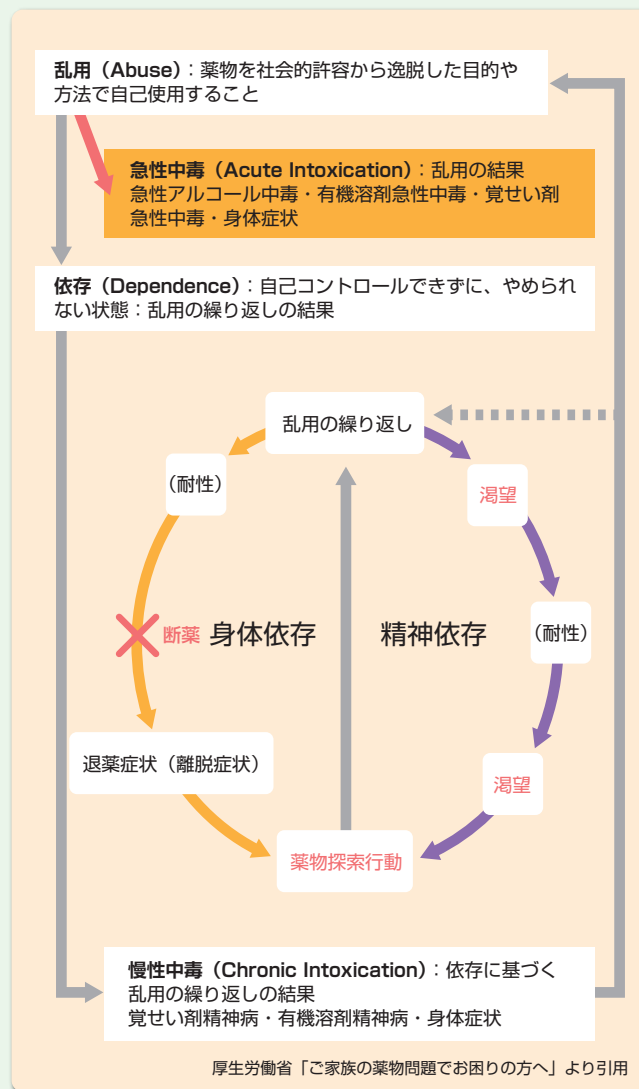 乱用（Abuse）：薬物を社会的許容から逸脱した目的や
方法で自己使用すること
急性中毒（Acute Intoxication）：乱用の結果
急性アルコール中毒・有機溶剤急性中毒・覚せい剤
急性中毒・身体症状
依存（Dependence）：自己コントロールできずに、やめられ
ない状態：乱用の繰り返しの結果
乱用の繰り返し
（耐性）
渇望
断薬
身体依存
精神依存
（耐性）
退薬症状（離脱症状）
渇望
薬物探索行動
慢性中毒（Chronic Intoxication）：依存に基づく
乱用の繰り返しの結果
覚せい剤精神病・有機溶剤精神病・身体症状
厚生労働省「ご家族の薬物問題でお困りの方へ」より引用